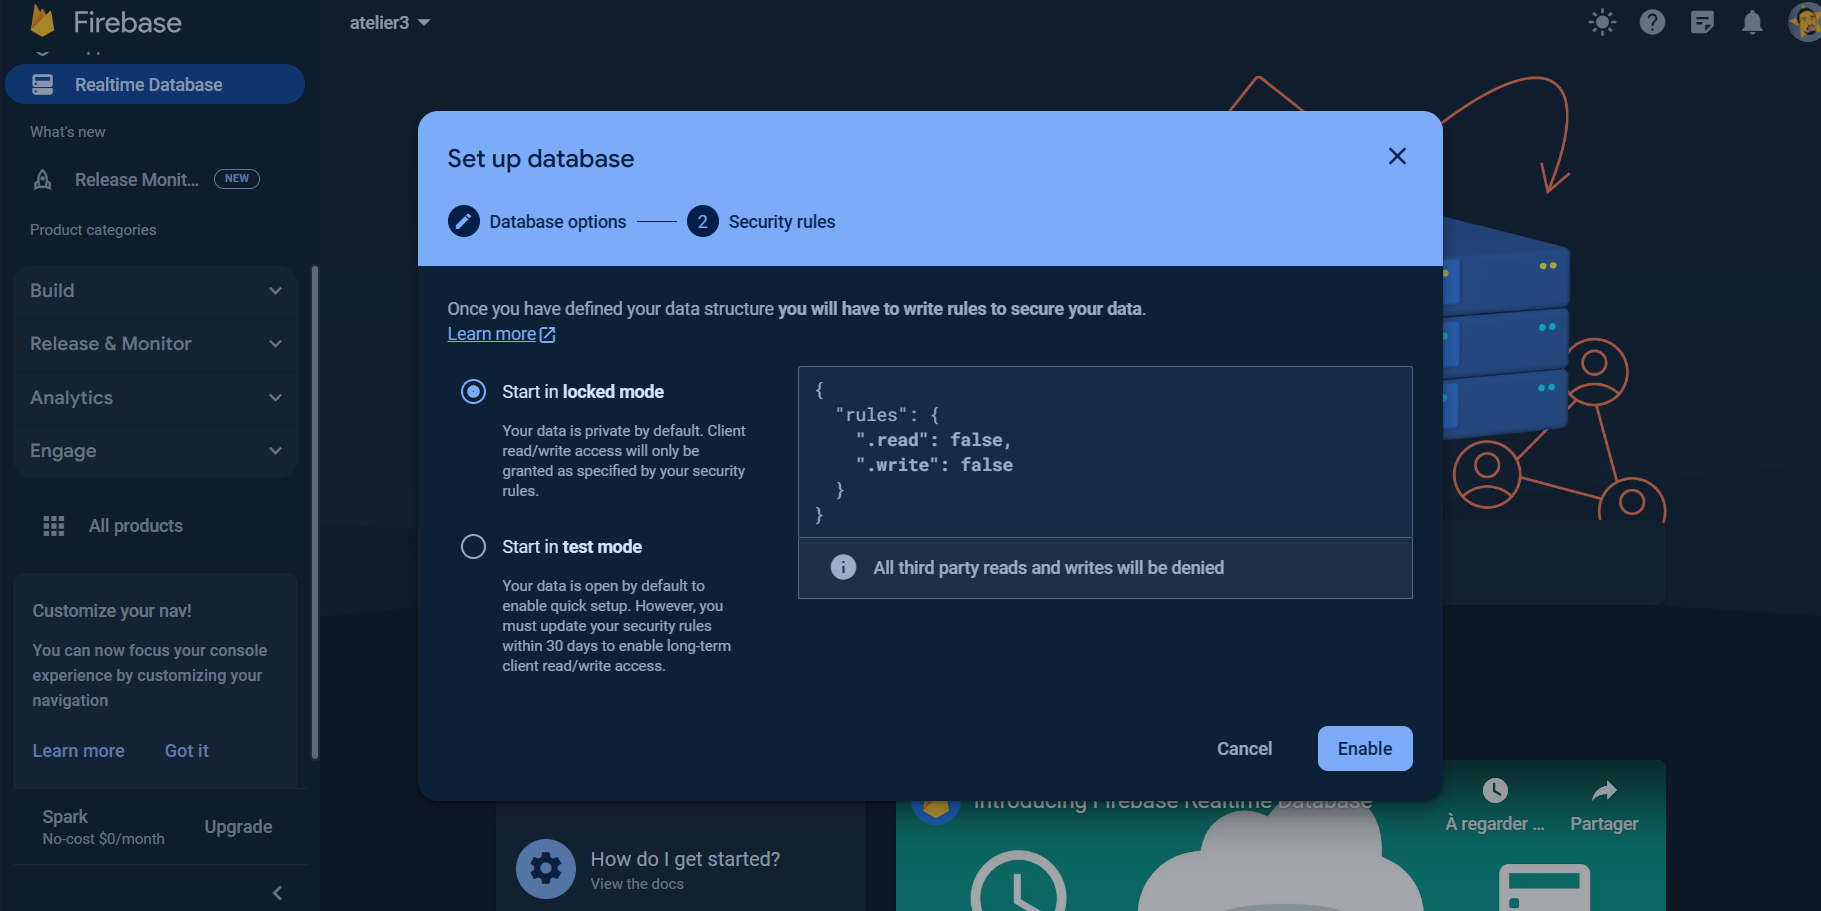 Firebase
atelier3
Realtime Database
What's new
Release Monit... NEW
Product categories
Build
Release & Monitor
Analytics
Engage
All products
Customize your nav!
You can now focus your console
experience by customizing your
navigation
Learn more Got it
Spark
No-cost $0/month
Upgrade
Set up database
Database options
2 Security rules
Once you have defined your data structure you will have to write rules to secure your data.
Learn more
Start in locked mode
Your data is private by default. Client
read/write access will only be
granted as specified by your security
rules.
Start in test mode
Your data is open by default to
enable quick setup. However, you
must update your security rules
within 30 days to enable long-term
client read/write access.
{
"rules": {
".read": false,
".write": false
}
}
All third party reads and writes will be denied
Cancel
Enable
How do I get started?
View the docs
Introducing Firebase Realtime Database
À regarder ...
Partager